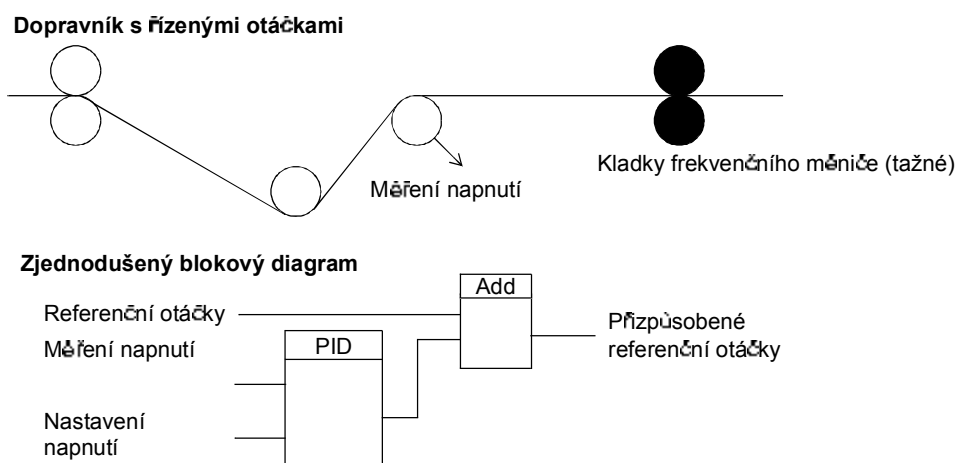 Dopravník s řízenými otáčkami
Měření napnutí
Kladky frekvenčního měniče (tažné)
Zjednodušený blokový diagram
Add
Referenční otáčky
Přizpůsobené
referenční otáčky
Měření napnutí
PID
Nastavení
napnutí